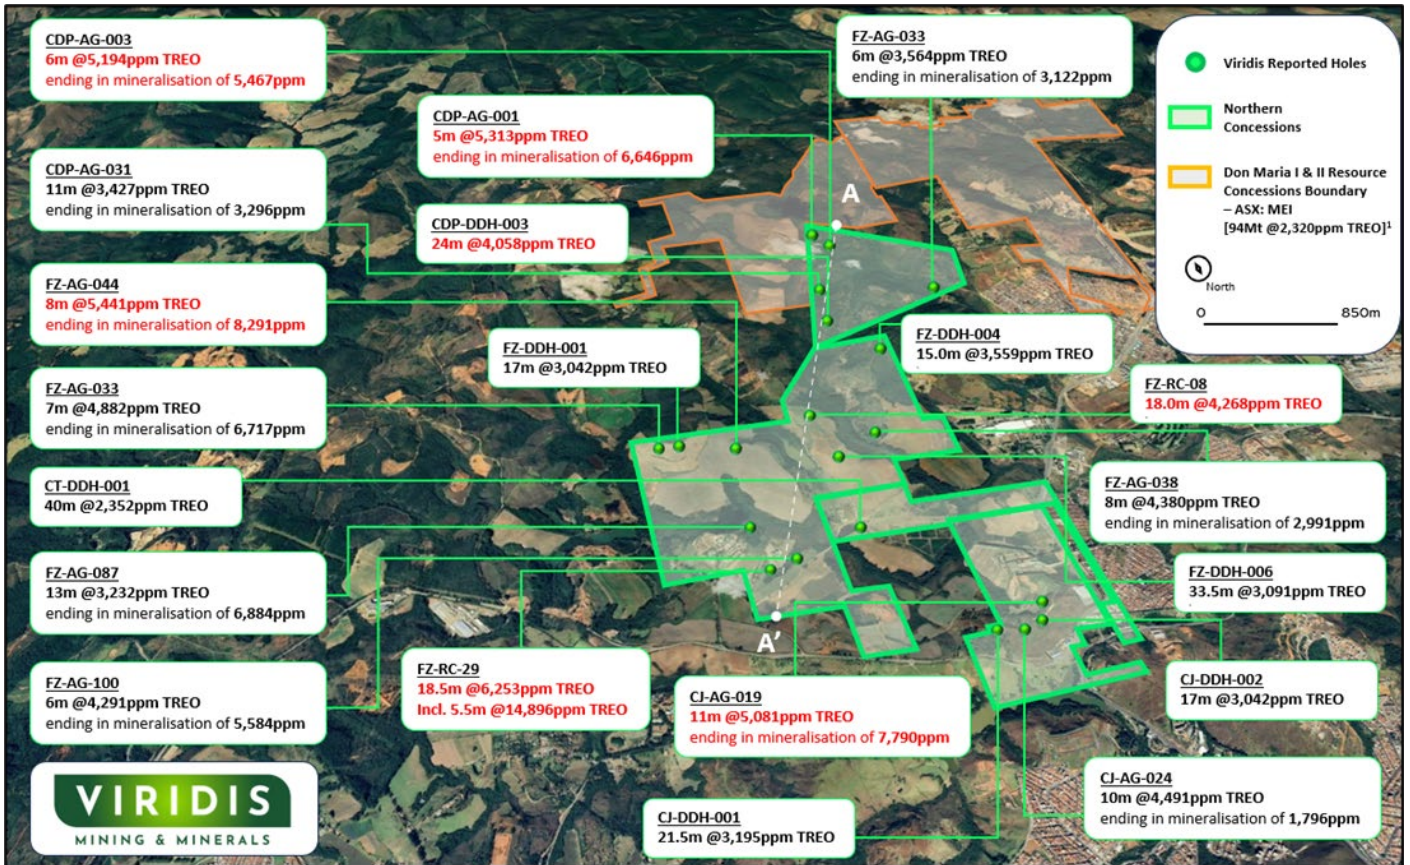 CDP-AG-003
6m @5,194ppm TREO
ending in mineralisation of 5,467ppm
FZ-AG-033
6m @3,564ppm TREO
ending in mineralisation of 3,122ppm
CDP-AG-001
5m @5,313ppm TREO
ending in mineralisation of 6,646ppm
CDP-AG-031
11m @3,427ppm TREO
ending in mineralisation of 3,296ppm
CDP-DDH-003
24m @4,058ppm TREO
FZ-AG-044
8m @5,441ppm TREO
ending in mineralisation of 8,291ppm
FZ-DDH-001
17m @3,042ppm TREO
FZ-DDH-004
15.0m @3,559ppm TREO
FZ-AG-033
7m @4,882ppm TREO
ending in mineralisation of 6,717ppm
FZ-RC-08
18.0m @4,268ppm TREO
CT-DDH-001
40m @2,352ppm TREO
FZ-AG-038
8m @4,380ppm TREO
ending in mineralisation of 2,991ppm
FZ-AG-087
13m @3,232ppm TREO
ending in mineralisation of 6,884ppm
FZ-DDH-006
33.5m @3,091ppm TREO
FZ-AG-100
6m @4,291ppm TREO
ending in mineralisation of 5,584ppm
FZ-RC-29
18.5m @6,253ppm TREO
Incl. 5.5m @14,896ppm TREO
CJ-AG-019
11m @5,081ppm TREO
ending in mineralisation of 7,790ppm
CJ-DDH-002
17m @3,042ppm TREO
CJ-DDH-001
21.5m @3,195ppm TREO
CJ-AG-024
10m @4,491ppm TREO
ending in mineralisation of 1,796ppm
A
A'
Viridis Reported Holes
Northern
Concessions
Don Maria I & II Resource
Concessions Boundary
– ASX: MEI
[94Mt @2,320ppm TREO]¹
North
0 850m
VIRIDIS
MINING & MINERALS